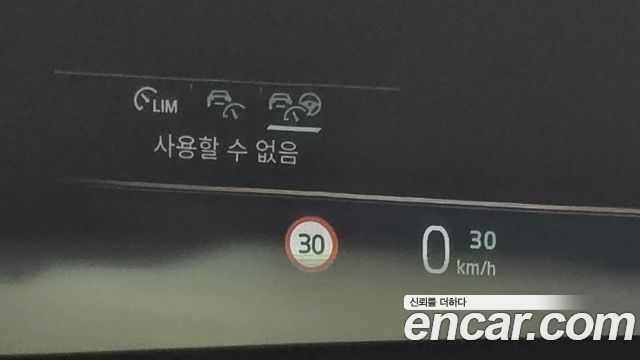 LIM
사용할 수 없음
30
0 30
km/h
신뢰를 더하다
encar.com